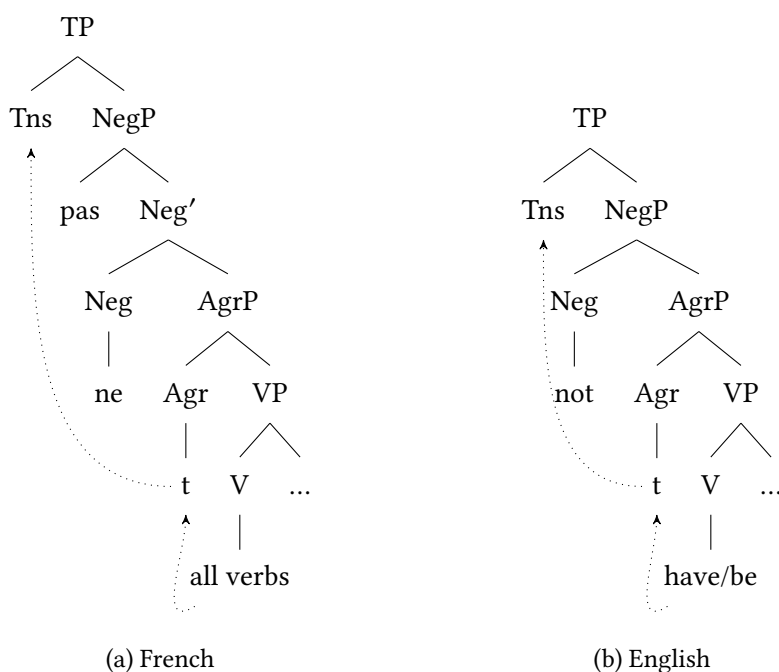 TP
Tns NegP
pas Neg′
Neg AgrP
ne Agr VP
t V ...
all verbs
(a) French
TP
Tns NegP
Neg AgrP
not Agr VP
t V ...
have/be
(b) English